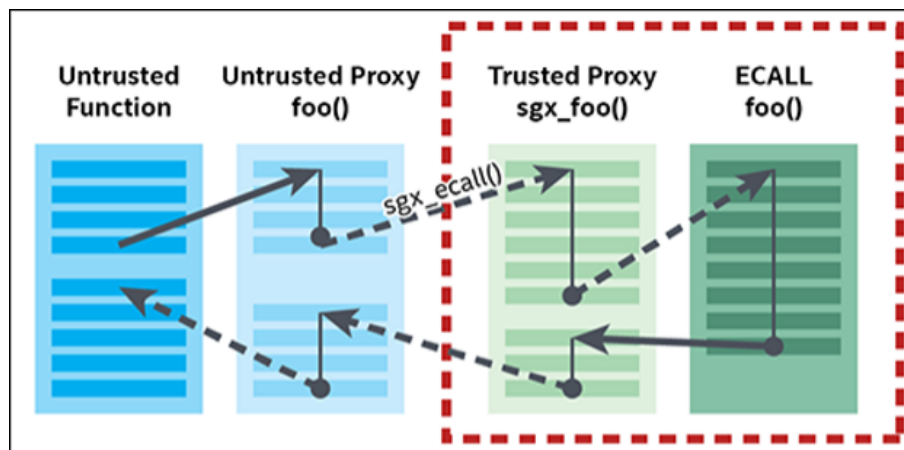 Untrusted
Function
Untrusted Proxy
foo()
Trusted Proxy
sgx_foo()
ECALL
foo()
sgx_ecall()